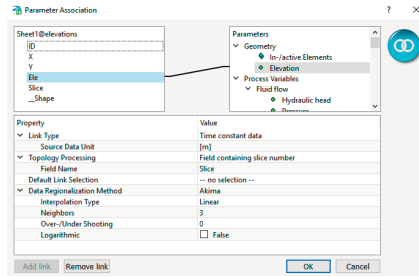 Parameter Association
? ×
Sheet1@elevations
ID
X
Y
Ele
Slice
__Shape
Parameters
Geometry
In-/active Elements
Elevation
Process Variables
Fluid flow
Hydraulic head
Pressure
Property Value
Link Type Time constant data
Source Data Unit [m]
Topology Processing Field containing slice number
Field Name Slice
Default Link Selection -- no selection --
Data Regionalization Method Akima
Interpolation Type Linear
Neighbors 3
Over-/Under Shooting 0
Logarithmic False
Add link Remove link OK Cancel